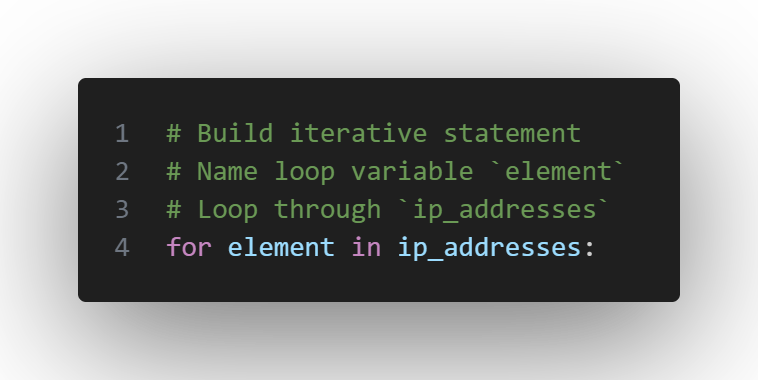 1 # Build iterative statement
2 # Name loop variable `element`
3 # Loop through `ip_addresses`
4 for element in ip_addresses: